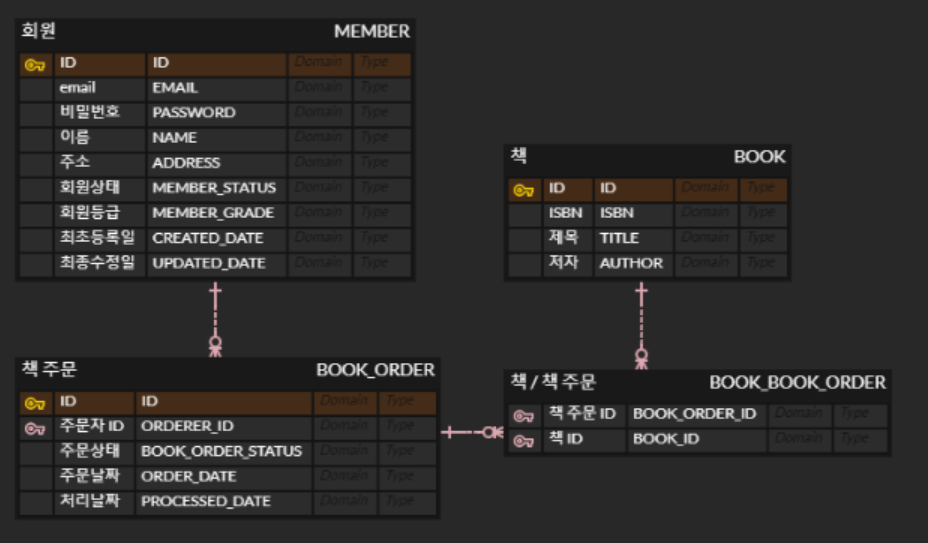 회원 MEMBER
ID ID Domain Type
email EMAIL Domain Type
비밀번호 PASSWORD Domain Type
이름 NAME Domain Type
주소 ADDRESS Domain Type
회원상태 MEMBER_STATUS Domain Type
회원등급 MEMBER_GRADE Domain Type
최초등록일 CREATED_DATE Domain Type
최종수정일 UPDATED_DATE Domain Type
책 BOOK
ID ID Domain Type
ISBN ISBN Domain Type
제목 TITLE Domain Type
저자 AUTHOR Domain Type
책 주문 BOOK_ORDER
ID ID Domain Type
주문자 ID ORDERER_ID Domain Type
주문상태 BOOK_ORDER_STATUS Domain Type
주문날짜 ORDER_DATE Domain Type
처리날짜 PROCESSED_DATE Domain Type
책 / 책 주문 BOOK_BOOK_ORDER
책 주문 ID BOOK_ORDER_ID Domain Type
책 ID BOOK_ID Domain Type